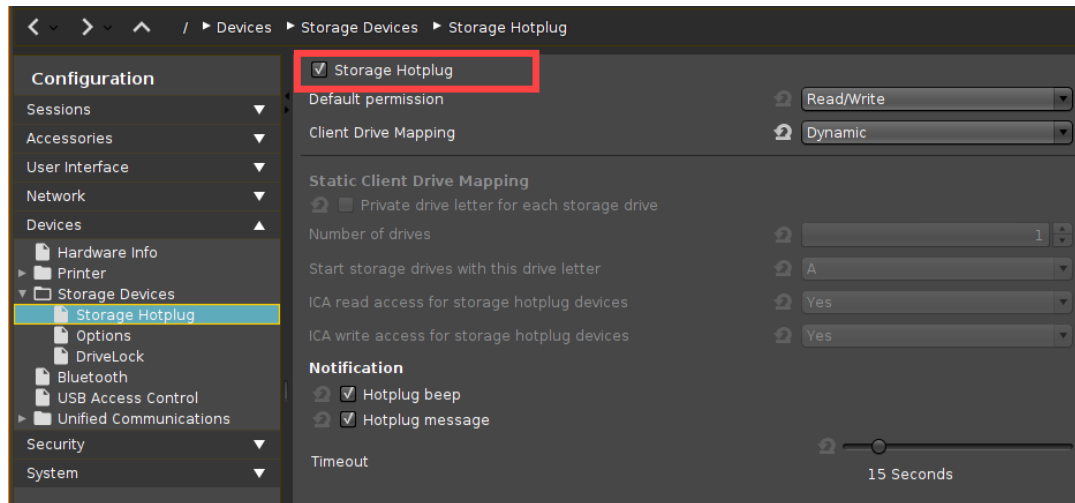 / Devices Storage Devices Storage Hotplug
Configuration
Sessions
Accessories
User Interface
Network
Devices
Hardware Info
Printer
Storage Devices
Storage Hotplug
Options
DriveLock
Bluetooth
USB Access Control
Unified Communications
Security
System
Storage Hotplug
Default permission Read/Write
Client Drive Mapping Dynamic
Static Client Drive Mapping
Private drive letter for each storage drive
Number of drives 1
Start storage drives with this drive letter A
ICA read access for storage hotplug devices Yes
ICA write access for storage hotplug devices Yes
Notification
Hotplug beep
Hotplug message
Timeout 15 Seconds